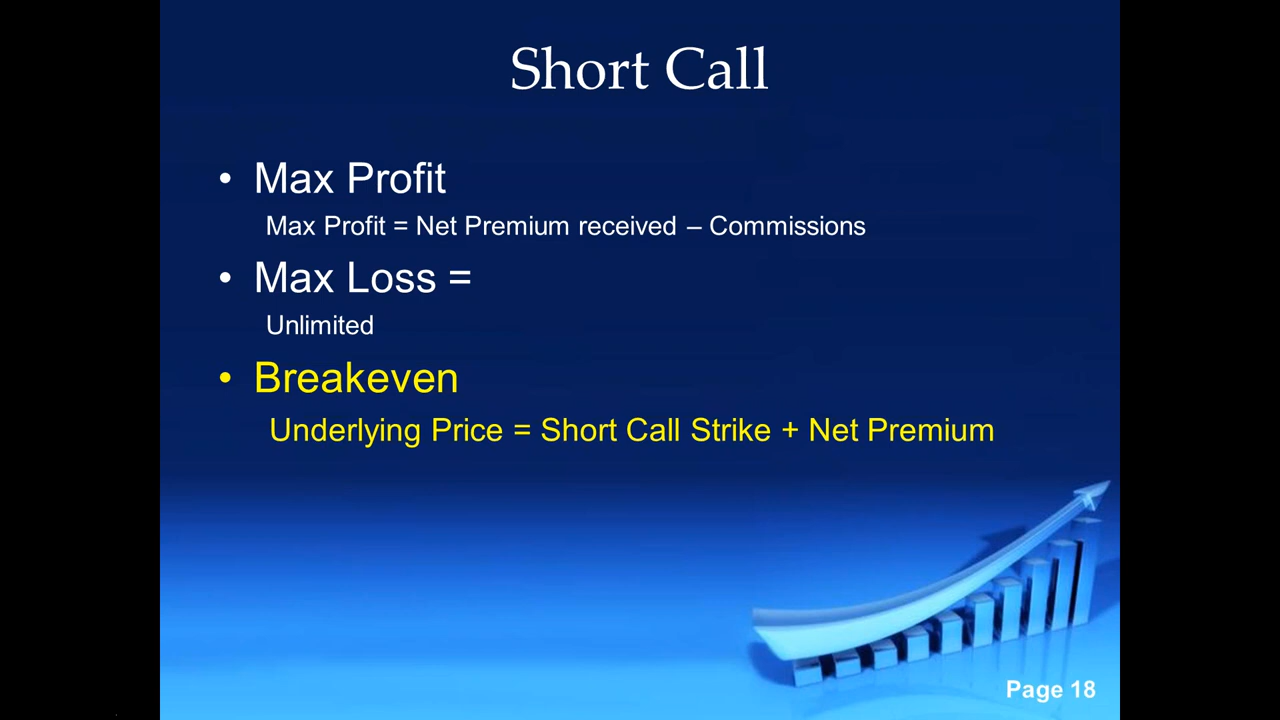 Short Call
• Max Profit
Max Profit = Net Premium received – Commissions
• Max Loss =
Unlimited
• Breakeven
Underlying Price = Short Call Strike + Net Premium
Page 18